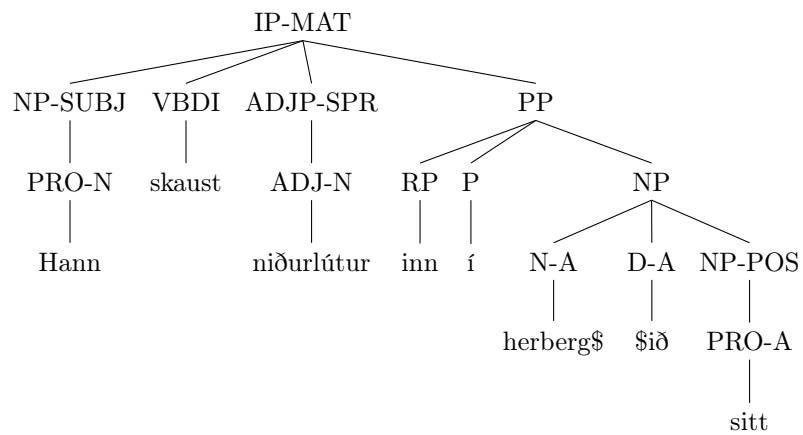 IP-MAT
NP-SUBJ VBDI ADJP-SPR PP
PRO-N skaust ADJ-N RP P NP
Hann niðurlútur inn í N-A D-A NP-POS
herberg$ $ið PRO-A
sitt